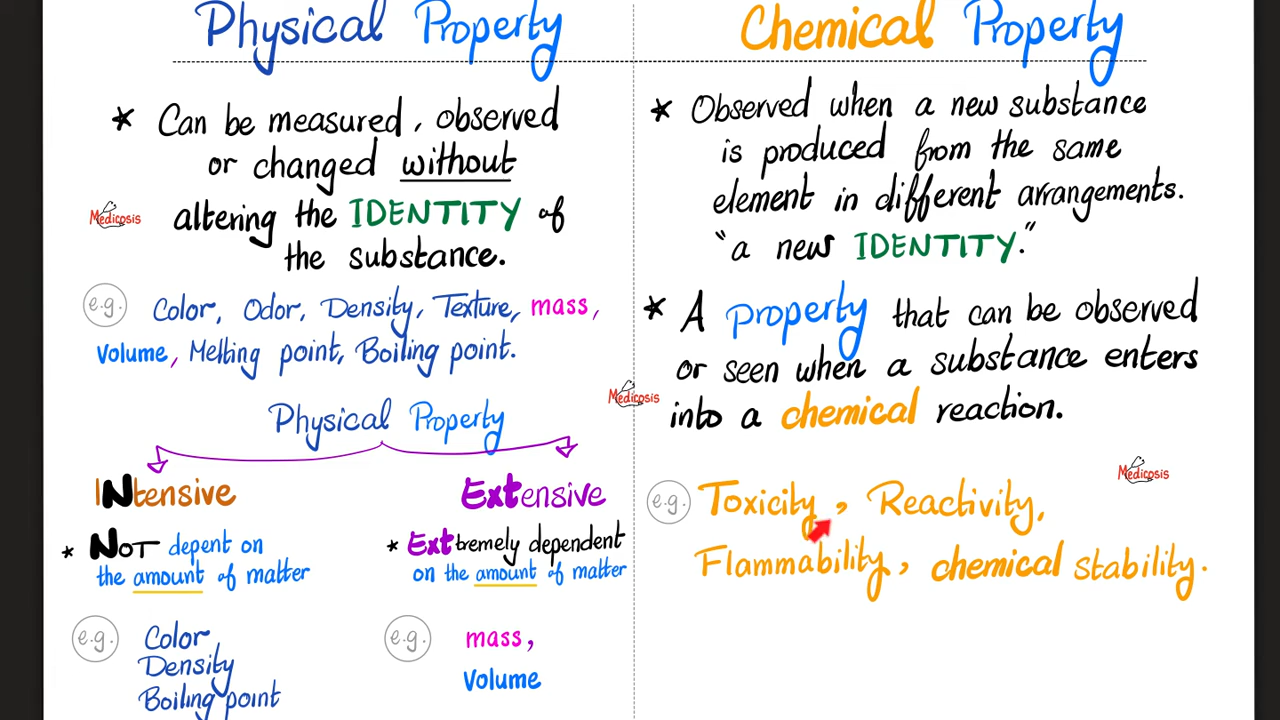 Physical Property
* Can be measured, observed
or changed without
altering the IDENTITY of
the substance.
Medicosis
e.g. Color, Odor, Density, Texture, mass,
Volume, Melting point, Boiling point.
Physical Property
INtensive
* NOT depent on
the amount of matter
e.g. Color
Density
Boiling point
Extensive
* Extremely dependent
on the amount of matter
e.g. mass,
Volume
Chemical Property
* Observed when a new substance
is produced from the same
element in different arrangements.
"a new IDENTITY."
* A property that can be observed
or seen when a substance enters
into a chemical reaction.
Medicosis
Medicosis
e.g. Toxicity, Reactivity,
Flammability, chemical stability.